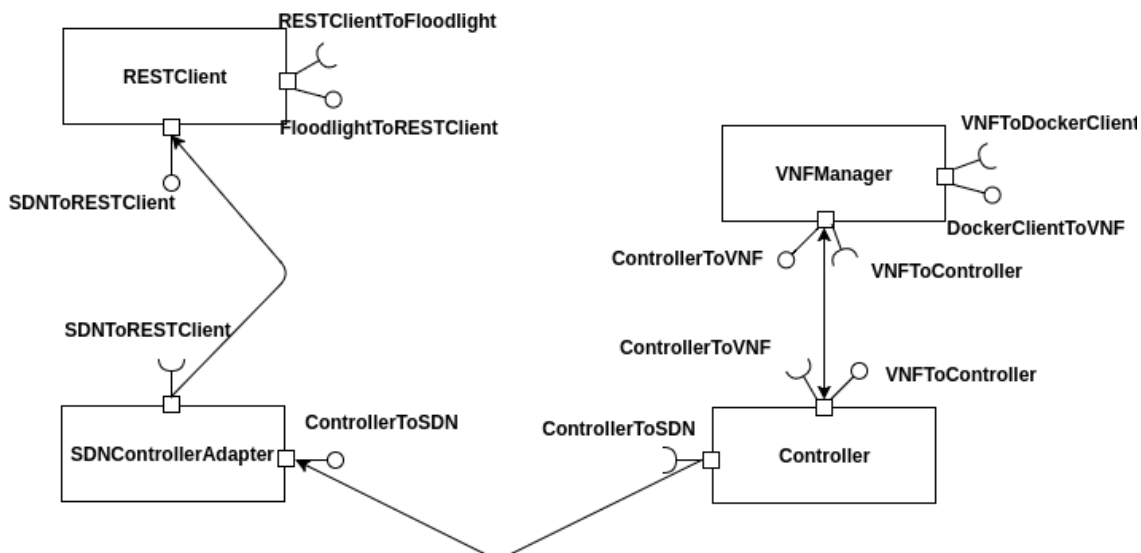 RESTClientToFloodlight
RESTClient
FloodlightToRESTClient
SDNToRESTClient
VNFToDockerClient
VNFManager
DockerClientToVNF
ControllerToVNF
VNFToController
SDNToRESTClient
ControllerToVNF
VNFToController
ControllerToSDN
ControllerToSDN
SDNControllerAdapter
Controller